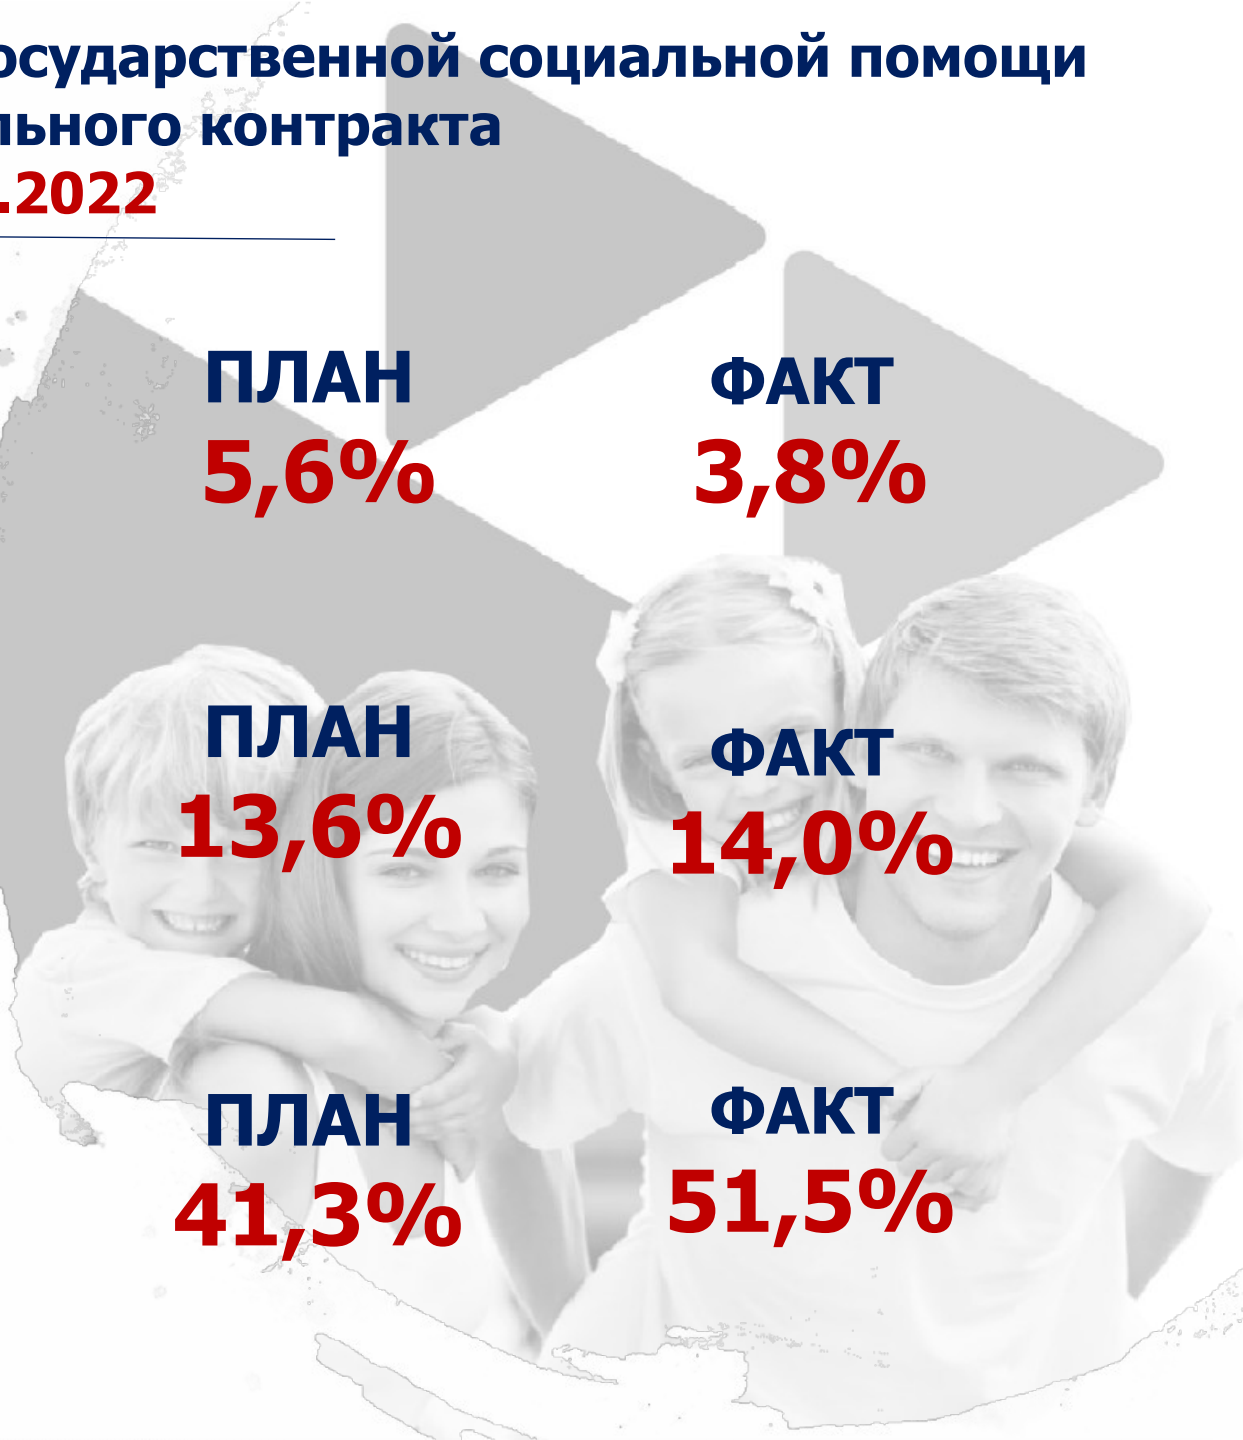 осударственной социальной помощи
льного контракта
.2022
ПЛАН ФАКТ
5,6% 3,8%
ПЛАН ФАКТ
13,6% 14,0%
ПЛАН ФАКТ
41,3% 51,5%